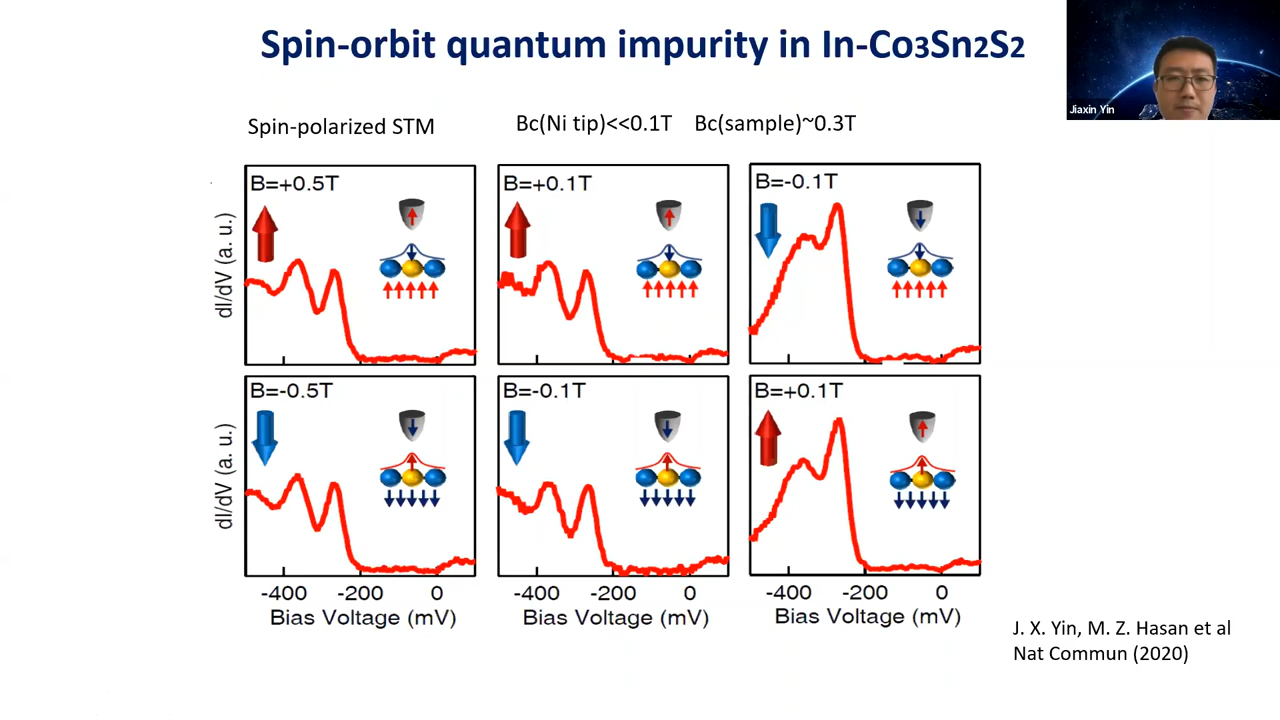 Spin-orbit quantum impurity in In-Co3Sn2S2
Jiaxin Yin
Spin-polarized STM
Bc(Ni tip)<<0.1T Bc(sample)~0.3T
B=+0.5T
B=+0.1T
B=-0.1T
dI/dV (a. u.)
B=-0.5T
B=-0.1T
B=+0.1T
dI/dV (a. u.)
-400 -200 0
-400 -200 0
-400 -200 0
Bias Voltage (mV)
Bias Voltage (mV)
Bias Voltage (mV)
J. X. Yin, M. Z. Hasan et al
Nat Commun (2020)